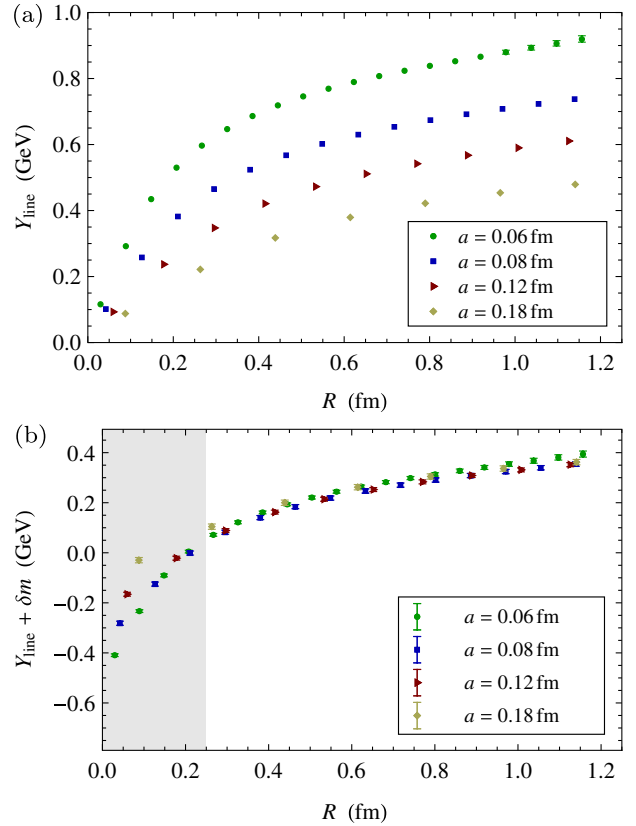 (a)
1.0
0.8
0.6
0.4
0.2
0.0
Y_line (GeV)
a = 0.06 fm
a = 0.08 fm
a = 0.12 fm
a = 0.18 fm
0.0 0.2 0.4 0.6 0.8 1.0 1.2
R (fm)
(b)
0.4
0.2
0.0
−0.2
−0.4
−0.6
Y_line + δm (GeV)
a = 0.06 fm
a = 0.08 fm
a = 0.12 fm
a = 0.18 fm
0.0 0.2 0.4 0.6 0.8 1.0 1.2
R (fm)